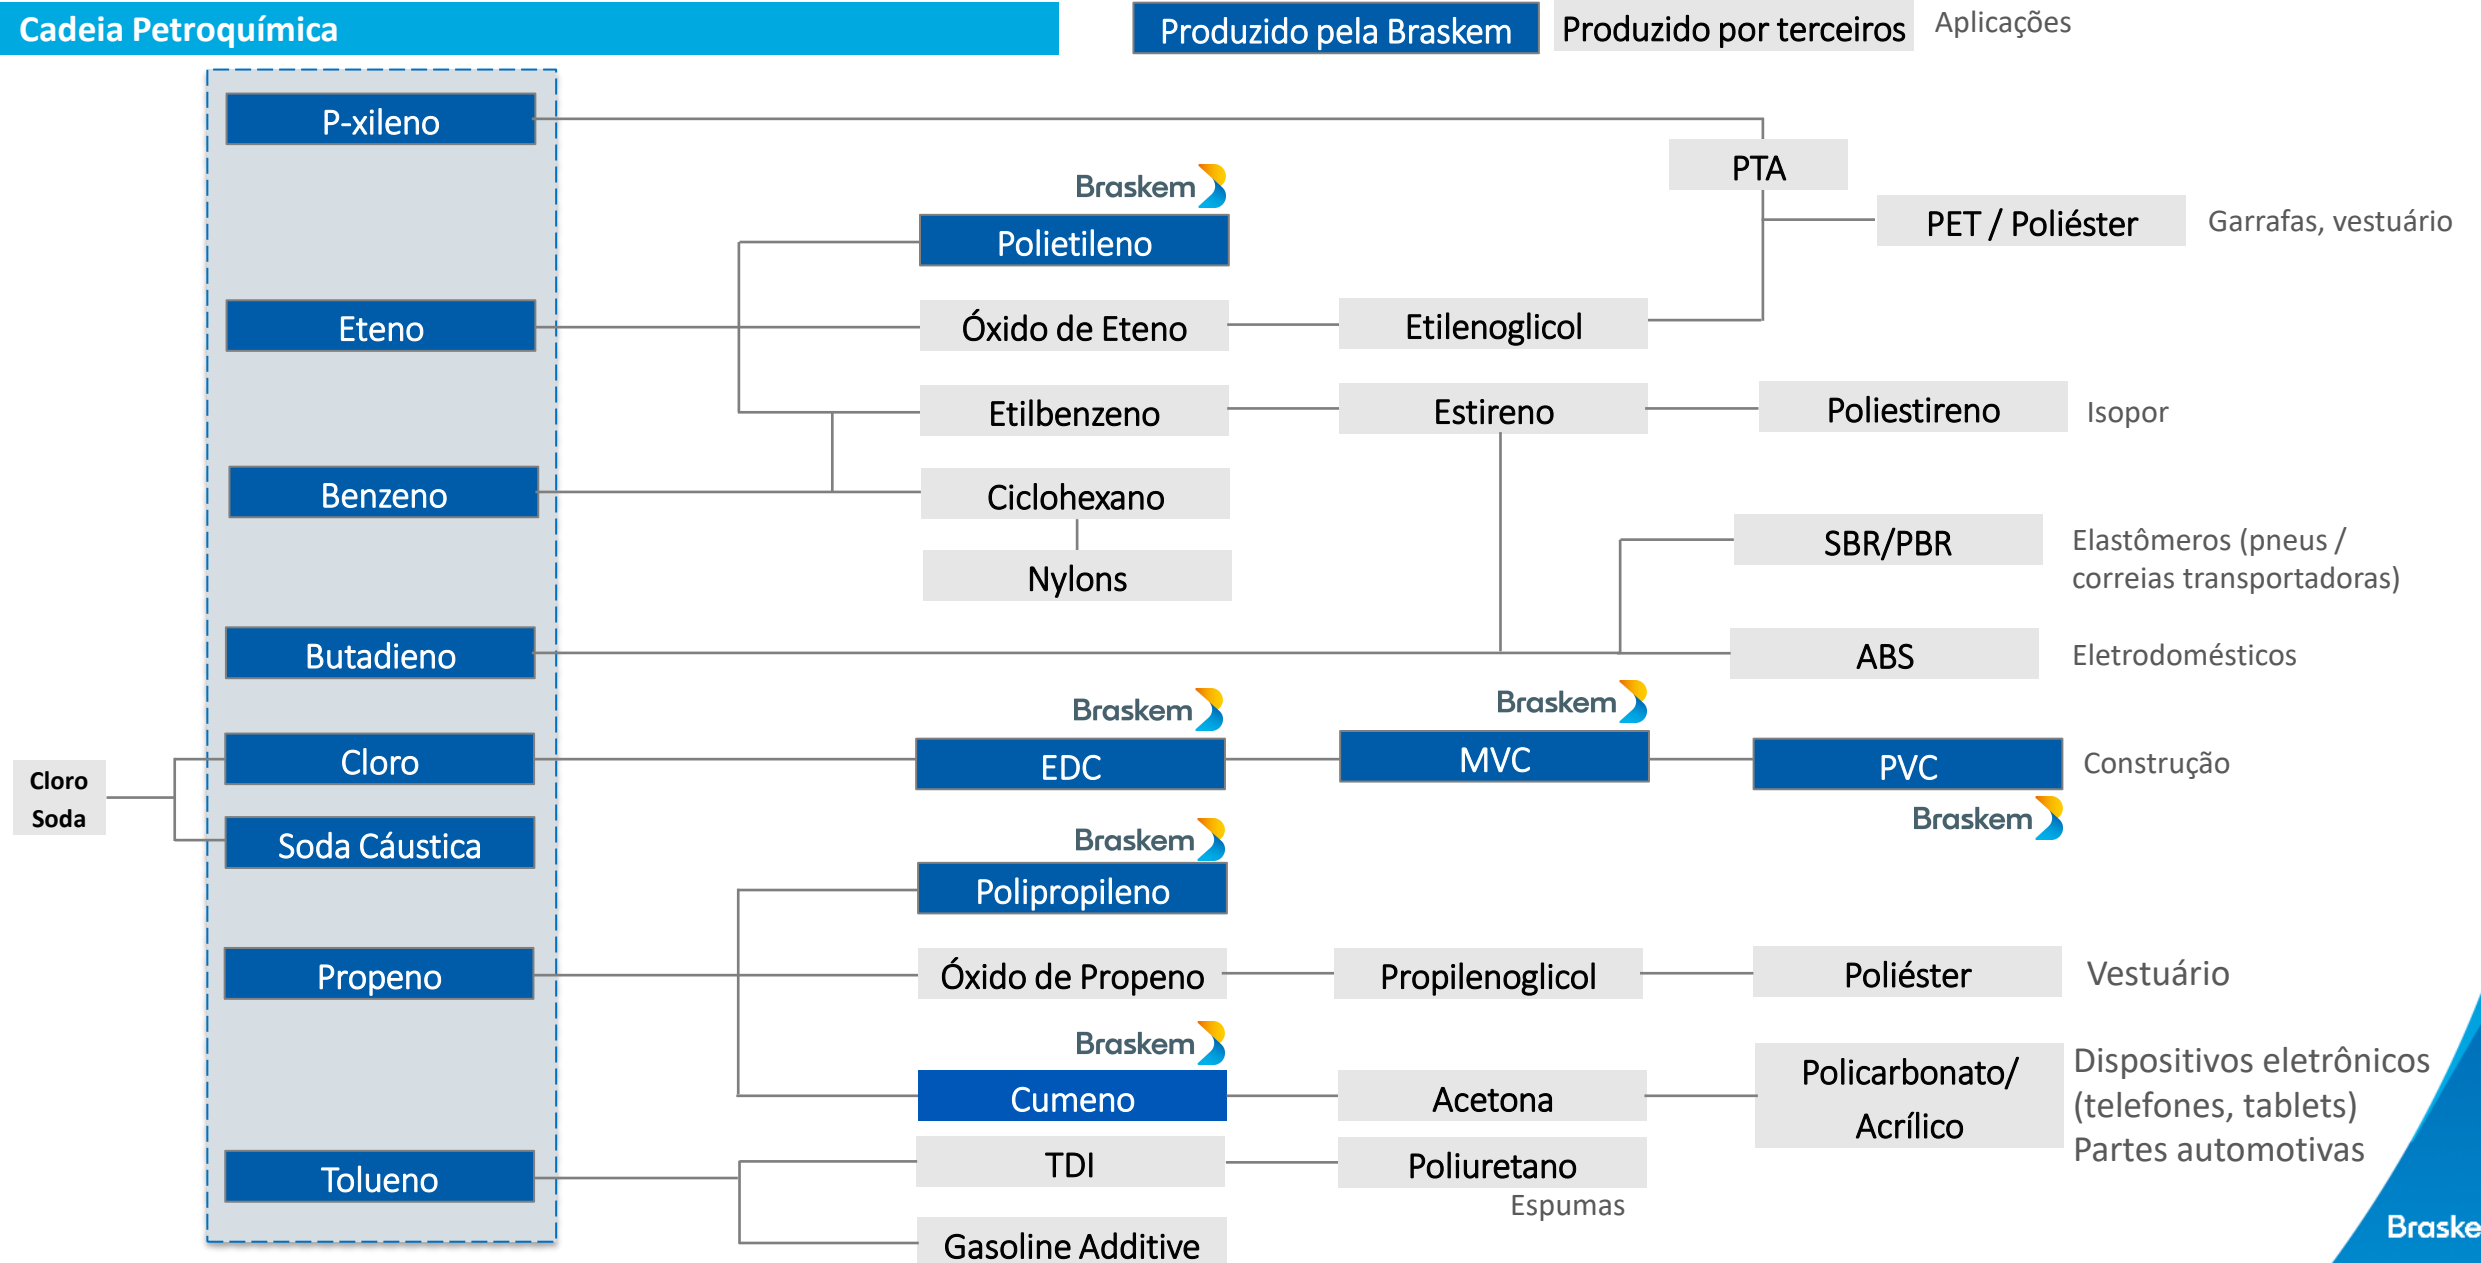 Cadeia Petroquímica
Produzido pela Braskem
Produzido por terceiros
Aplicações
P-xileno
PTA
Braskem
Polietileno
PET / Poliéster
Garrafas, vestuário
Eteno
Óxido de Eteno
Etilenoglicol
Etilbenzeno
Estireno
Poliestireno
Isopor
Benzeno
Ciclohexano
Nylons
SBR/PBR
Elastômeros (pneus /
correias transportadoras)
Butadieno
ABS
Eletrodomésticos
Braskem
Braskem
Cloro
Soda
Cloro
EDC
MVC
PVC
Construção
Braskem
Soda Cáustica
Braskem
Polipropileno
Propeno
Óxido de Propeno
Propilenoglicol
Poliéster
Vestuário
Braskem
Cumeno
Acetona
Policarbonato/
Acrílico
Dispositivos eletrônicos
(telefones, tablets)
Partes automotivas
Tolueno
TDI
Poliuretano
Espumas
Gasoline Additive
Braske